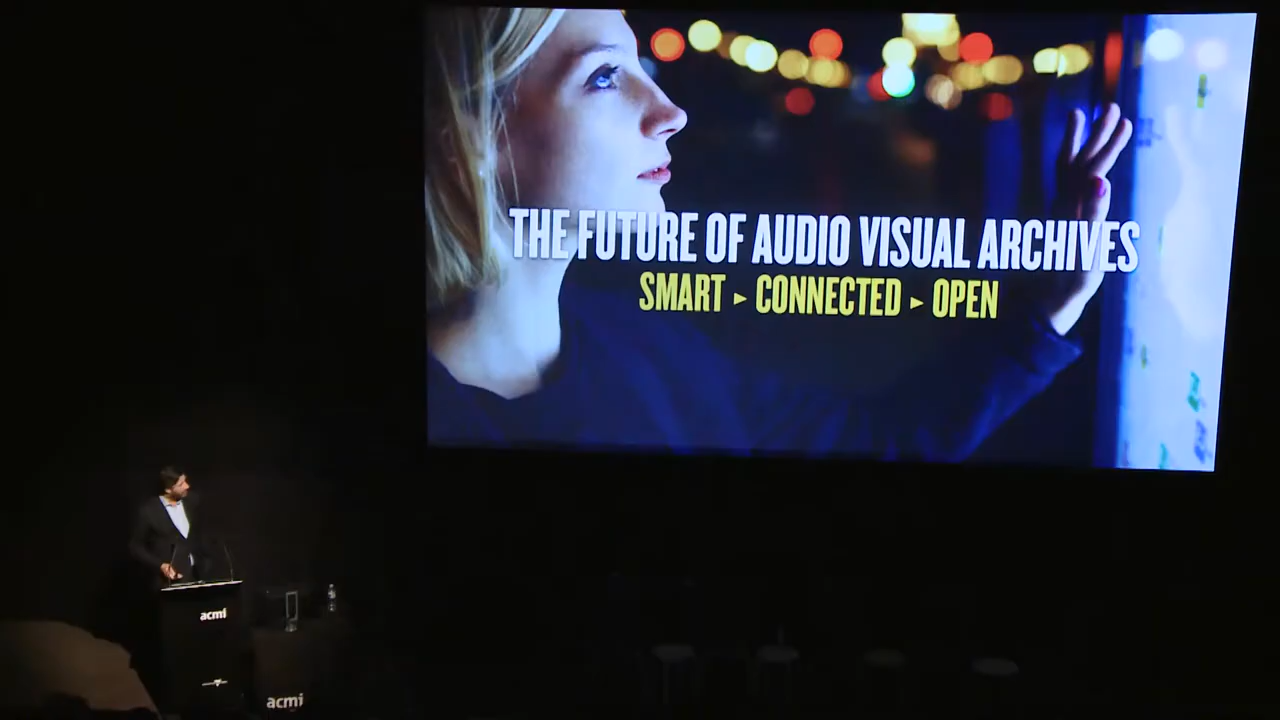 THE FUTURE OF AUDIO VISUAL ARCHIVES
SMART ▸ CONNECTED ▸ OPEN
acmi
acmi